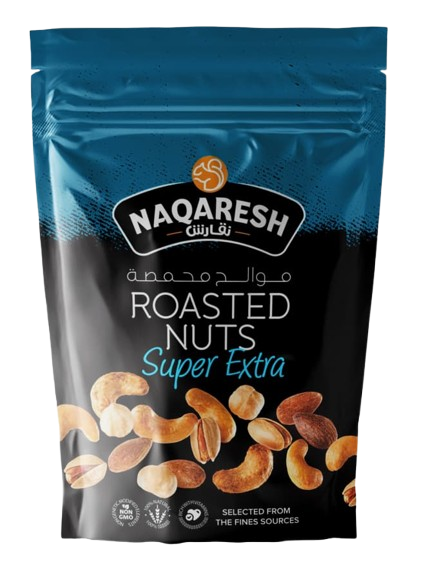 NAQARESH
نقارش
موالح محمصة
ROASTED
NUTS
Super Extra
NON
GMO
SELECTED FROM
THE FINES SOURCES